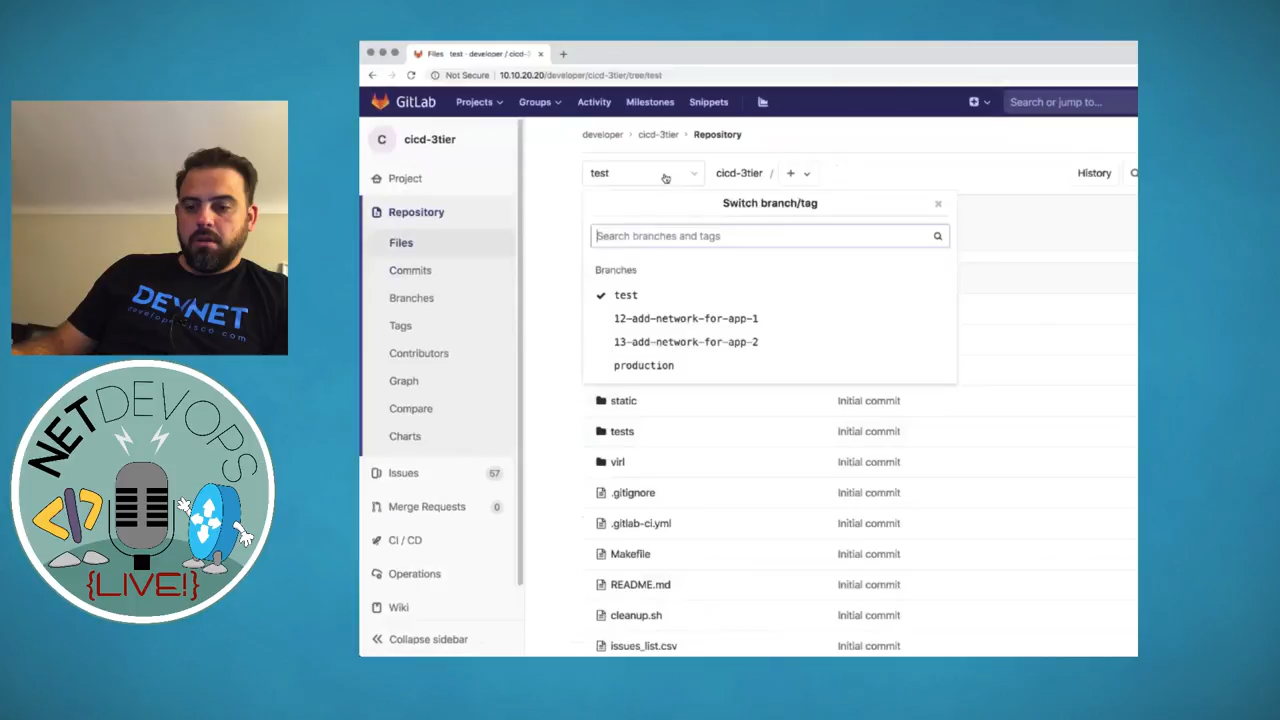 Files test · developer / cicd-3
Not Secure 10.10.20.20/developer/cicd-3tier/tree/test
GitLab Projects Groups Activity Milestones Snippets Search or jump to...
C cicd-3tier
developer > cicd-3tier > Repository
Project
test cicd-3tier / + History
Switch branch/tag
Repository
Search branches and tags
Files
Commits
Branches
Branches
test
Tags
12-add-network-for-app-1
Contributors
13-add-network-for-app-2
production
Graph
static Initial commit
Compare
tests Initial commit
Charts
virl Initial commit
Issues 57
.gitignore Initial commit
Merge Requests 0
.gitlab-ci.yml Initial commit
CI / CD
Makefile Initial commit
Operations
README.md Initial commit
Wiki
cleanup.sh Initial commit
Collapse sidebar
issues_list.csv Initial commit
DEVNET
developer.cisco.com
NETDEVOPS
</>
{LIVE!}